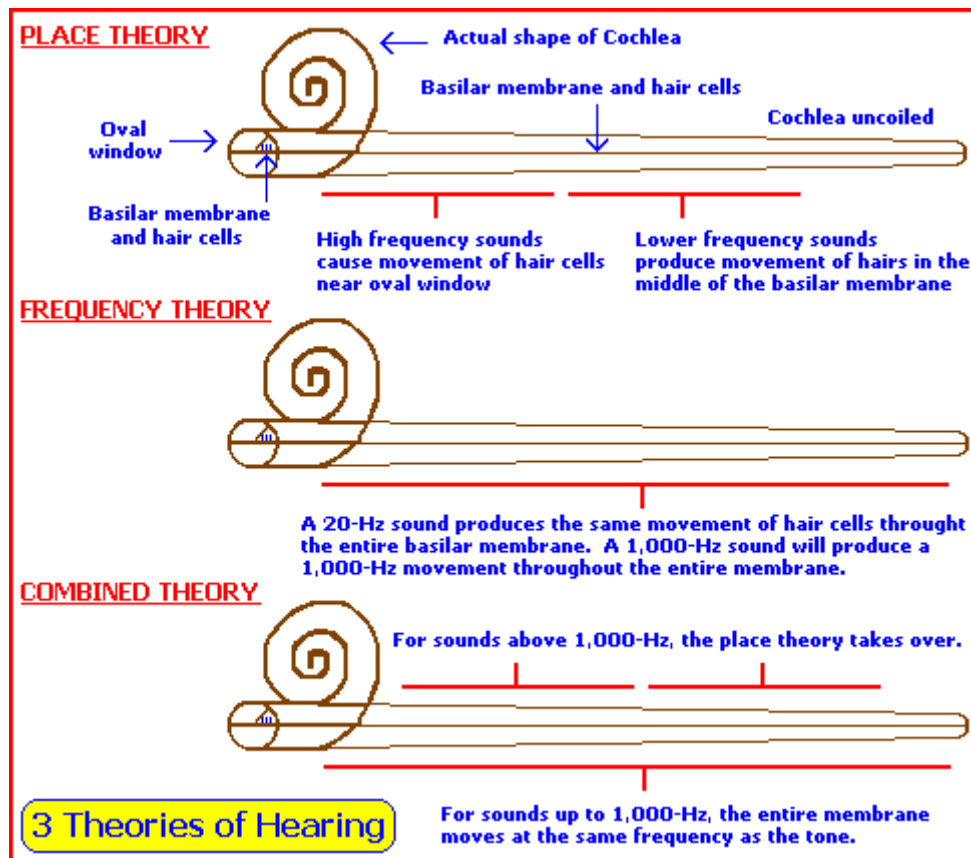 PLACE THEORY
Actual shape of Cochlea
Basilar membrane and hair cells
Cochlea uncoiled
Oval
window
Basilar membrane
and hair cells
High frequency sounds
cause movement of hair cells
near oval window
Lower frequency sounds
produce movement of hairs in the
middle of the basilar membrane
FREQUENCY THEORY
A 20-Hz sound produces the same movement of hair cells throught
the entire basilar membrane.  A 1,000-Hz sound will produce a
1,000-Hz movement throughout the entire membrane.
COMBINED THEORY
For sounds above 1,000-Hz, the place theory takes over.
For sounds up to 1,000-Hz, the entire membrane
moves at the same frequency as the tone.
3 Theories of Hearing